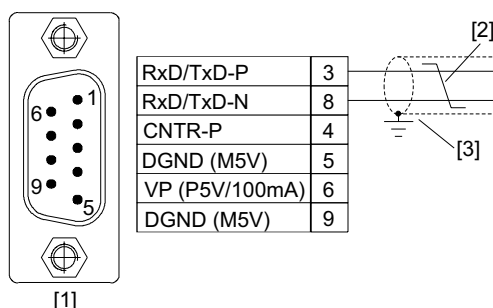 1
6
9
5
[1]
RxD/TxD-P 3
RxD/TxD-N 8
CNTR-P 4
DGND (M5V) 5
VP (P5V/100mA) 6
DGND (M5V) 9
[2]
[3]